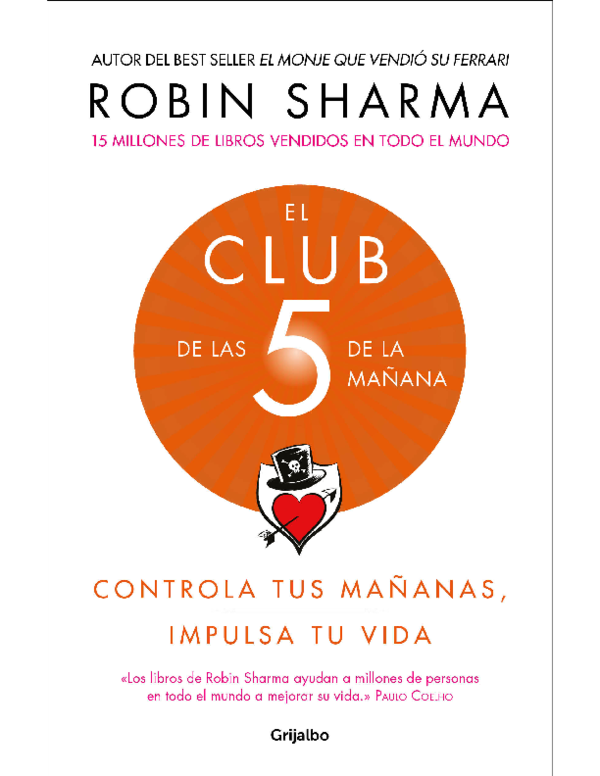 AUTOR DEL BEST SELLER EL MONJE QUE VENDIÓ SU FERRARI
ROBIN SHARMA
15 MILLONES DE LIBROS VENDIDOS EN TODO EL MUNDO
EL
CLUB
DE LAS 5 DE LA
MAÑANA
CONTROLA TUS MAÑANAS,
IMPULSA TU VIDA
«Los libros de Robin Sharma ayudan a millones de personas
en todo el mundo a mejorar su vida.» PAULO COELHO
Grijalbo